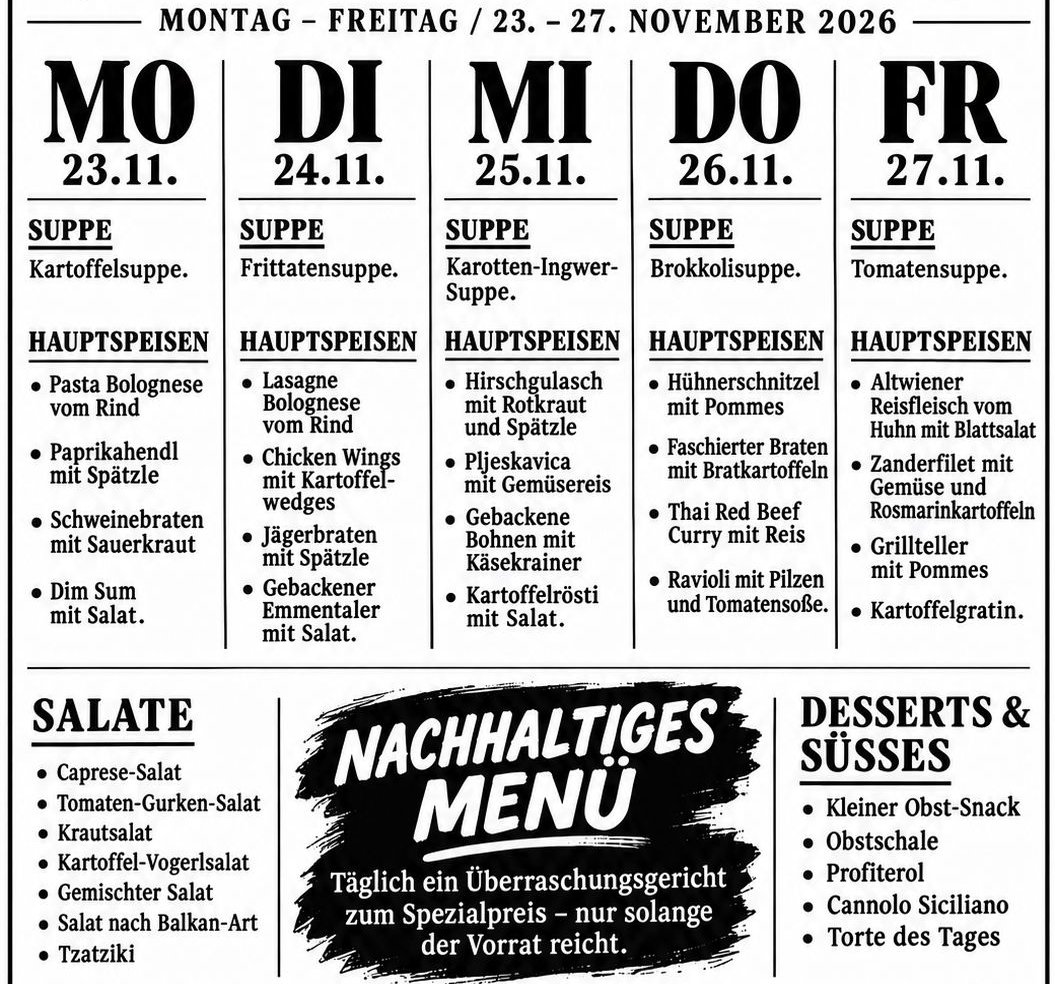 MONTAG – FREITAG / 23. – 27. NOVEMBER 2026
MO
23.11.
SUPPE
Kartoffelsuppe.
HAUPTSPEISEN
• Pasta Bolognese
vom Rind
• Paprikahendl
mit Spätzle
• Schweinebraten
mit Sauerkraut
• Dim Sum
mit Salat.
DI
24.11.
SUPPE
Frittatensuppe.
HAUPTSPEISEN
• Lasagne
Bolognese
vom Rind
• Chicken Wings
mit Kartoffel-
wedges
• Jägerbraten
mit Spätzle
• Gebackener
Emmentaler
mit Salat.
MI
25.11.
SUPPE
Karotten-Ingwer-
Suppe.
HAUPTSPEISEN
• Hirschgulasch
mit Rotkraut
und Spätzle
• Pljeskavica
mit Gemüsereis
• Gebackene
Bohnen mit
Käsekrainer
• Kartoffelrösti
mit Salat.
DO
26.11.
SUPPE
Brokkolisuppe.
HAUPTSPEISEN
• Hühnerschnitzel
mit Pommes
• Faschierter Braten
mit Bratkartoffeln
• Thai Red Beef
Curry mit Reis
• Ravioli mit Pilzen
und Tomatensoße.
FR
27.11.
SUPPE
Tomatensuppe.
HAUPTSPEISEN
• Altwiener
Reisfleisch vom
Huhn mit Blattsalat
• Zanderfilet mit
Gemüse und
Rosmarinkartoffeln
• Grillteller
mit Pommes
• Kartoffelgratin.
SALATE
• Caprese-Salat
• Tomaten-Gurken-Salat
• Krautsalat
• Kartoffel-Vogerlsalat
• Gemischter Salat
• Salat nach Balkan-Art
• Tzatziki
NACHHALTIGES
MENÜ
Täglich ein Überraschungsgericht
zum Spezialpreis – nur solange
der Vorrat reicht.
DESSERTS &
SÜSSES
• Kleiner Obst-Snack
• Obstschale
• Profiterol
• Cannolo Siciliano
• Torte des Tages